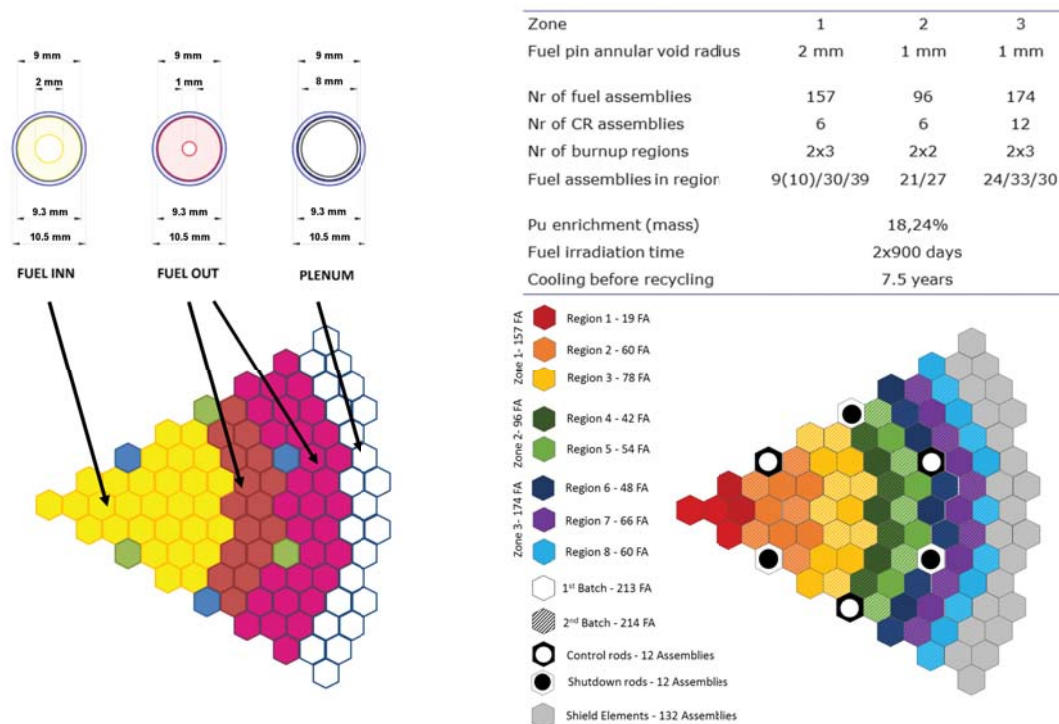 9 mm 9 mm 9 mm
2 mm 1 mm 8 mm
9.3 mm 9.3 mm 9.3 mm
10.5 mm 10.5 mm 10.5 mm
FUEL INN FUEL OUT PLENUM
Zone 1 2 3
Fuel pin annular void radius 2 mm 1 mm 1 mm
Nr of fuel assemblies 157 96 174
Nr of CR assemblies 6 6 12
Nr of burnup regions 2x3 2x2 2x3
Fuel assemblies in region 9(10)/30/39 21/27 24/33/30
Pu enrichment (mass) 18,24%
Fuel irradiation time 2x900 days
Cooling before recycling 7.5 years
Zone 1- 157 FA
Region 1 - 19 FA
Region 2 - 60 FA
Region 3 - 78 FA
Zone 2- 96 FA
Region 4 - 42 FA
Region 5 - 54 FA
Zone 3- 174 FA
Region 6 - 48 FA
Region 7 - 66 FA
Region 8 - 60 FA
1st Batch - 213 FA
2nd Batch - 214 FA
Control rods - 12 Assemblies
Shutdown rods - 12 Assemblies
Shield Elements - 132 Assemblies